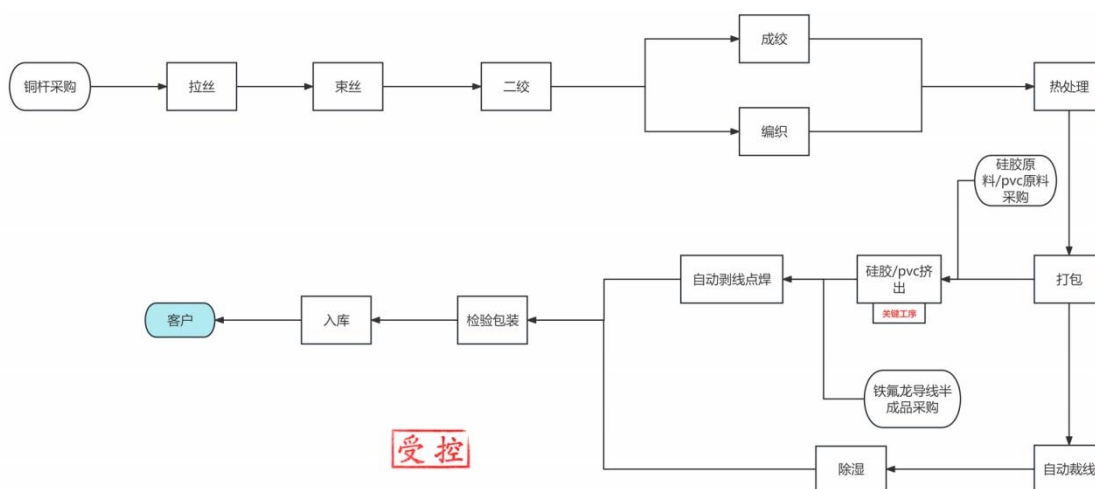 成绞
铜杆采购
拉丝
束丝
二绞
热处理
编织
硅胶原
料/pvc原料
采购
自动剥线点焊
硅胶/pvc挤
出
打包
关键工序
客户
入库
检验包装
铁氟龙导线半
成品采购
受控
除湿
自动裁线